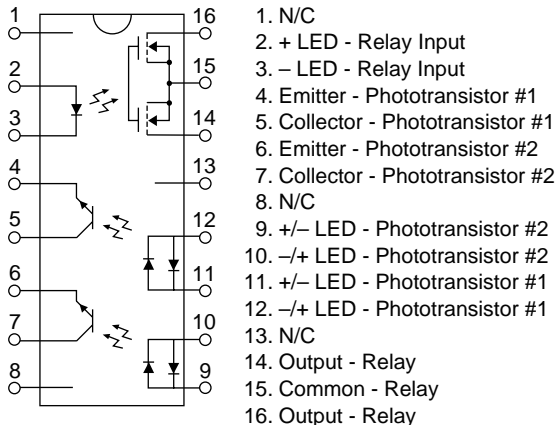 1
2
3
4
5
6
7
8
16
15
14
13
12
11
10
9
1. N/C
2. + LED - Relay Input
3. – LED - Relay Input
4. Emitter - Phototransistor #1
5. Collector - Phototransistor #1
6. Emitter - Phototransistor #2
7. Collector - Phototransistor #2
8. N/C
9. +/– LED - Phototransistor #2
10. –/+ LED - Phototransistor #2
11. +/– LED - Phototransistor #1
12. –/+ LED - Phototransistor #1
13. N/C
14. Output - Relay
15. Common - Relay
16. Output - Relay